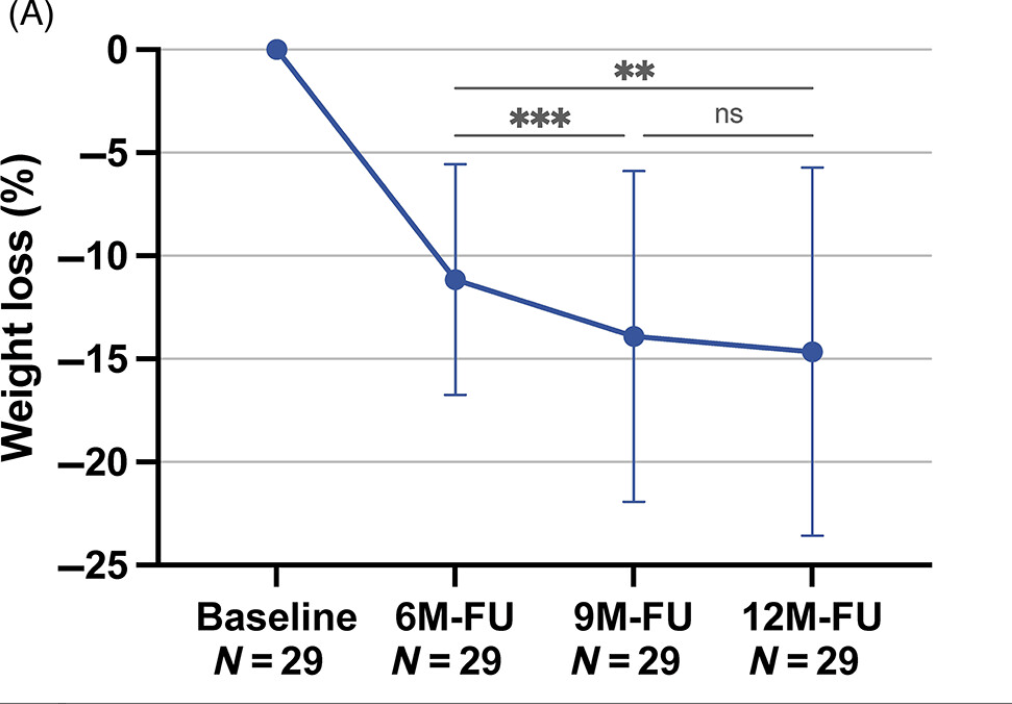 (A)
Weight loss (%)
0
–5
–10
–15
–20
–25
**
***
ns
Baseline 6M-FU 9M-FU 12M-FU
N = 29 N = 29 N = 29 N = 29